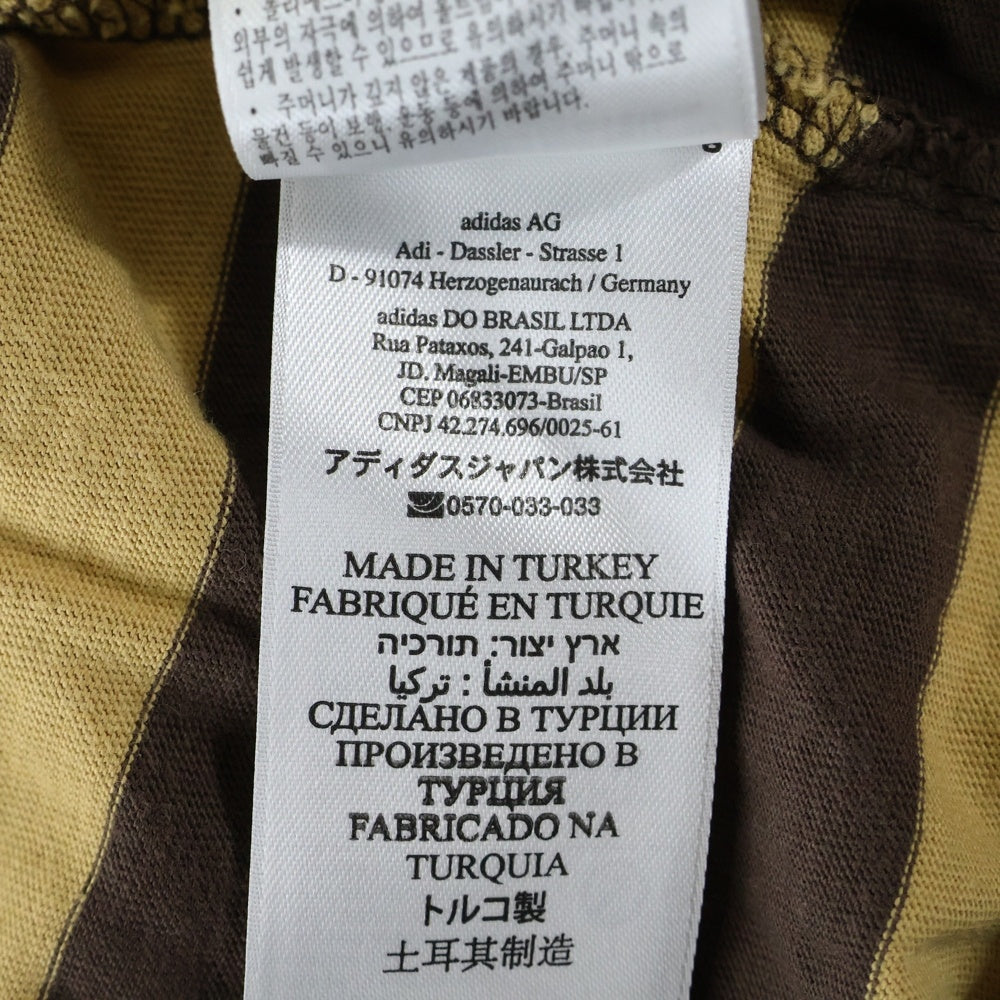 외부의 자극에 의하여 올뜯김
쉽게 발생할 수 있으므로 유의하시기 바랍니다.
• 주머니가 깊지 않은 제품의 경우, 주머니 속의
물건 등이 보행, 운동 등에 의하여 주머니 밖으로
빠질 수 있으니 유의하시기 바랍니다.
adidas AG
Adi - Dassler - Strasse 1
D - 91074 Herzogenaurach / Germany
adidas DO BRASIL LTDA
Rua Pataxos, 241-Galpao 1,
JD. Magali-EMBU/SP
CEP 06833073-Brasil
CNPJ 42.274.696/0025-61
アディダスジャパン株式会社
0570-033-033
MADE IN TURKEY
FABRIQUÉ EN TURQUIE
ארץ יצור: תורכיה
بلد المنشأ : تركيا
СДЕЛАНО В ТУРЦИИ
ПРОИЗВЕДЕНО В
ТУРЦИЯ
FABRICADO NA
TURQUIA
トルコ製
土耳其制造